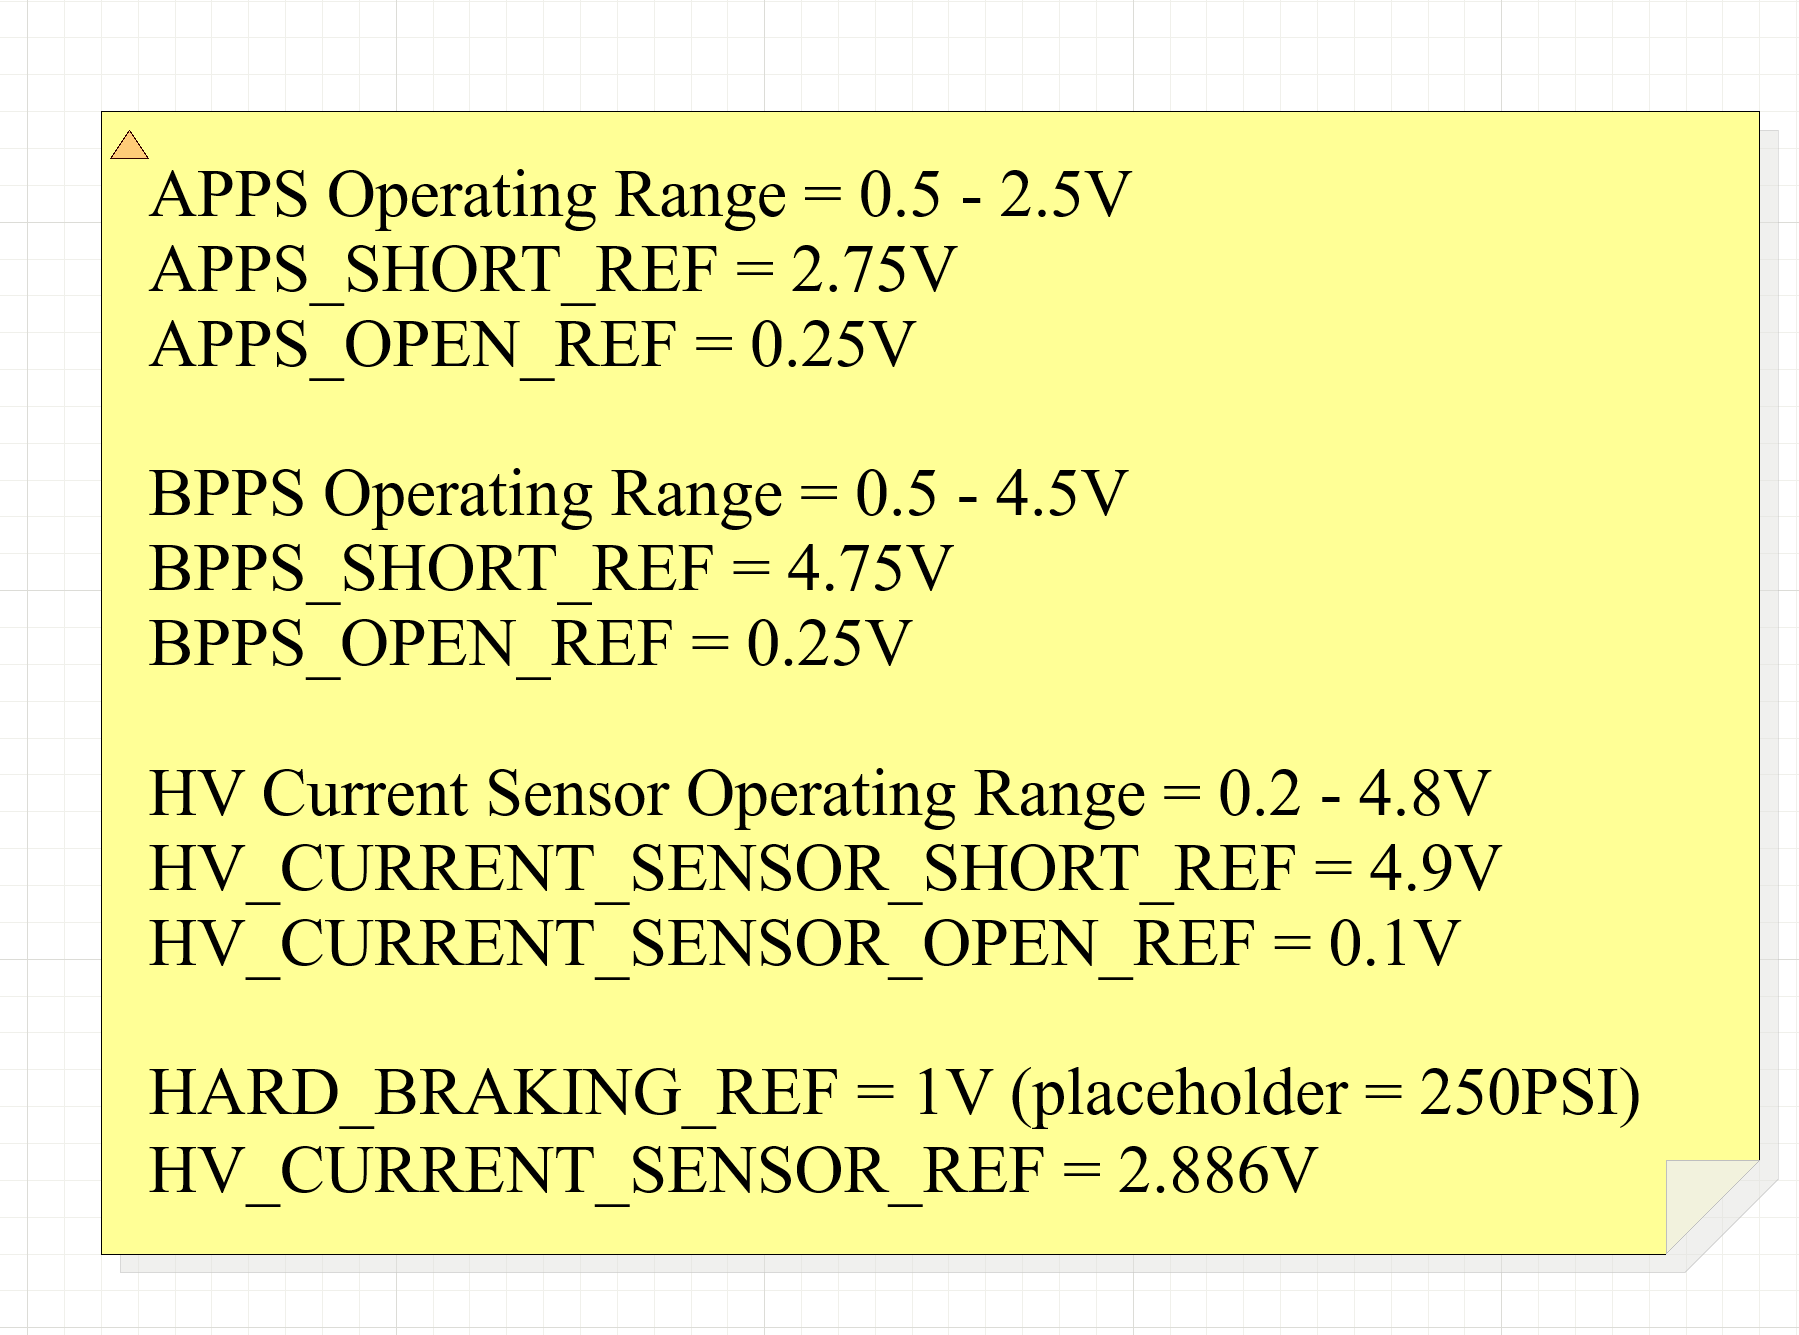 APPS Operating Range = 0.5 - 2.5V
APPS_SHORT_REF = 2.75V
APPS_OPEN_REF = 0.25V
BPPS Operating Range = 0.5 - 4.5V
BPPS_SHORT_REF = 4.75V
BPPS_OPEN_REF = 0.25V
HV Current Sensor Operating Range = 0.2 - 4.8V
HV_CURRENT_SENSOR_SHORT_REF = 4.9V
HV_CURRENT_SENSOR_OPEN_REF = 0.1V
HARD_BRAKING_REF = 1V (placeholder = 250PSI)
HV_CURRENT_SENSOR_REF = 2.886V